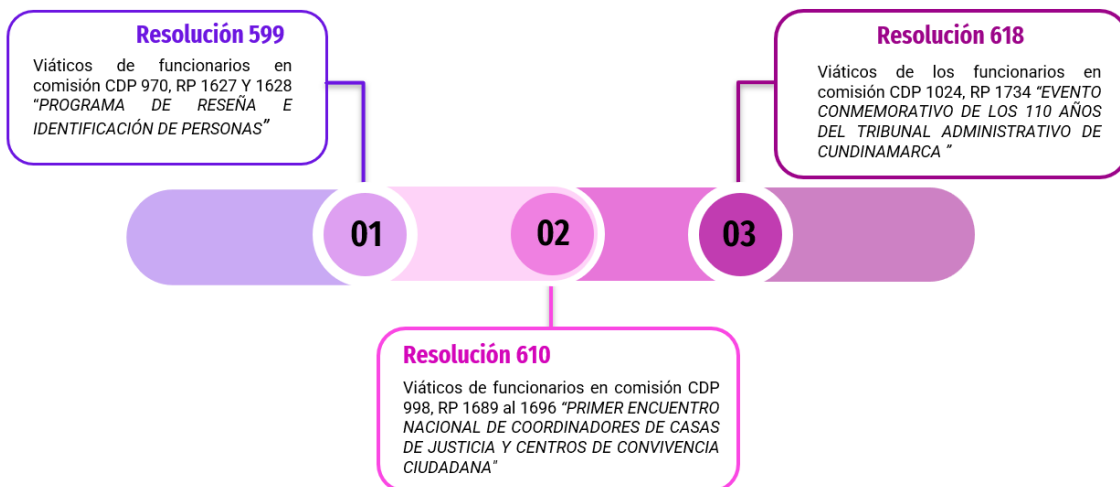 Resolución 599
Viáticos de funcionarios en
comisión CDP 970, RP 1627 Y 1628
“PROGRAMA DE RESEÑA E
IDENTIFICACIÓN DE PERSONAS”
Resolución 618
Viáticos de los funcionarios en
comisión CDP 1024, RP 1734 “EVENTO
CONMEMORATIVO DE LOS 110 AÑOS
DEL TRIBUNAL ADMINISTRATIVO DE
CUNDINAMARCA ”
01
02
03
Resolución 610
Viáticos de funcionarios en comisión CDP
998, RP 1689 al 1696 “PRIMER ENCUENTRO
NACIONAL DE COORDINADORES DE CASAS
DE JUSTICIA Y CENTROS DE CONVIVENCIA
CIUDADANA"